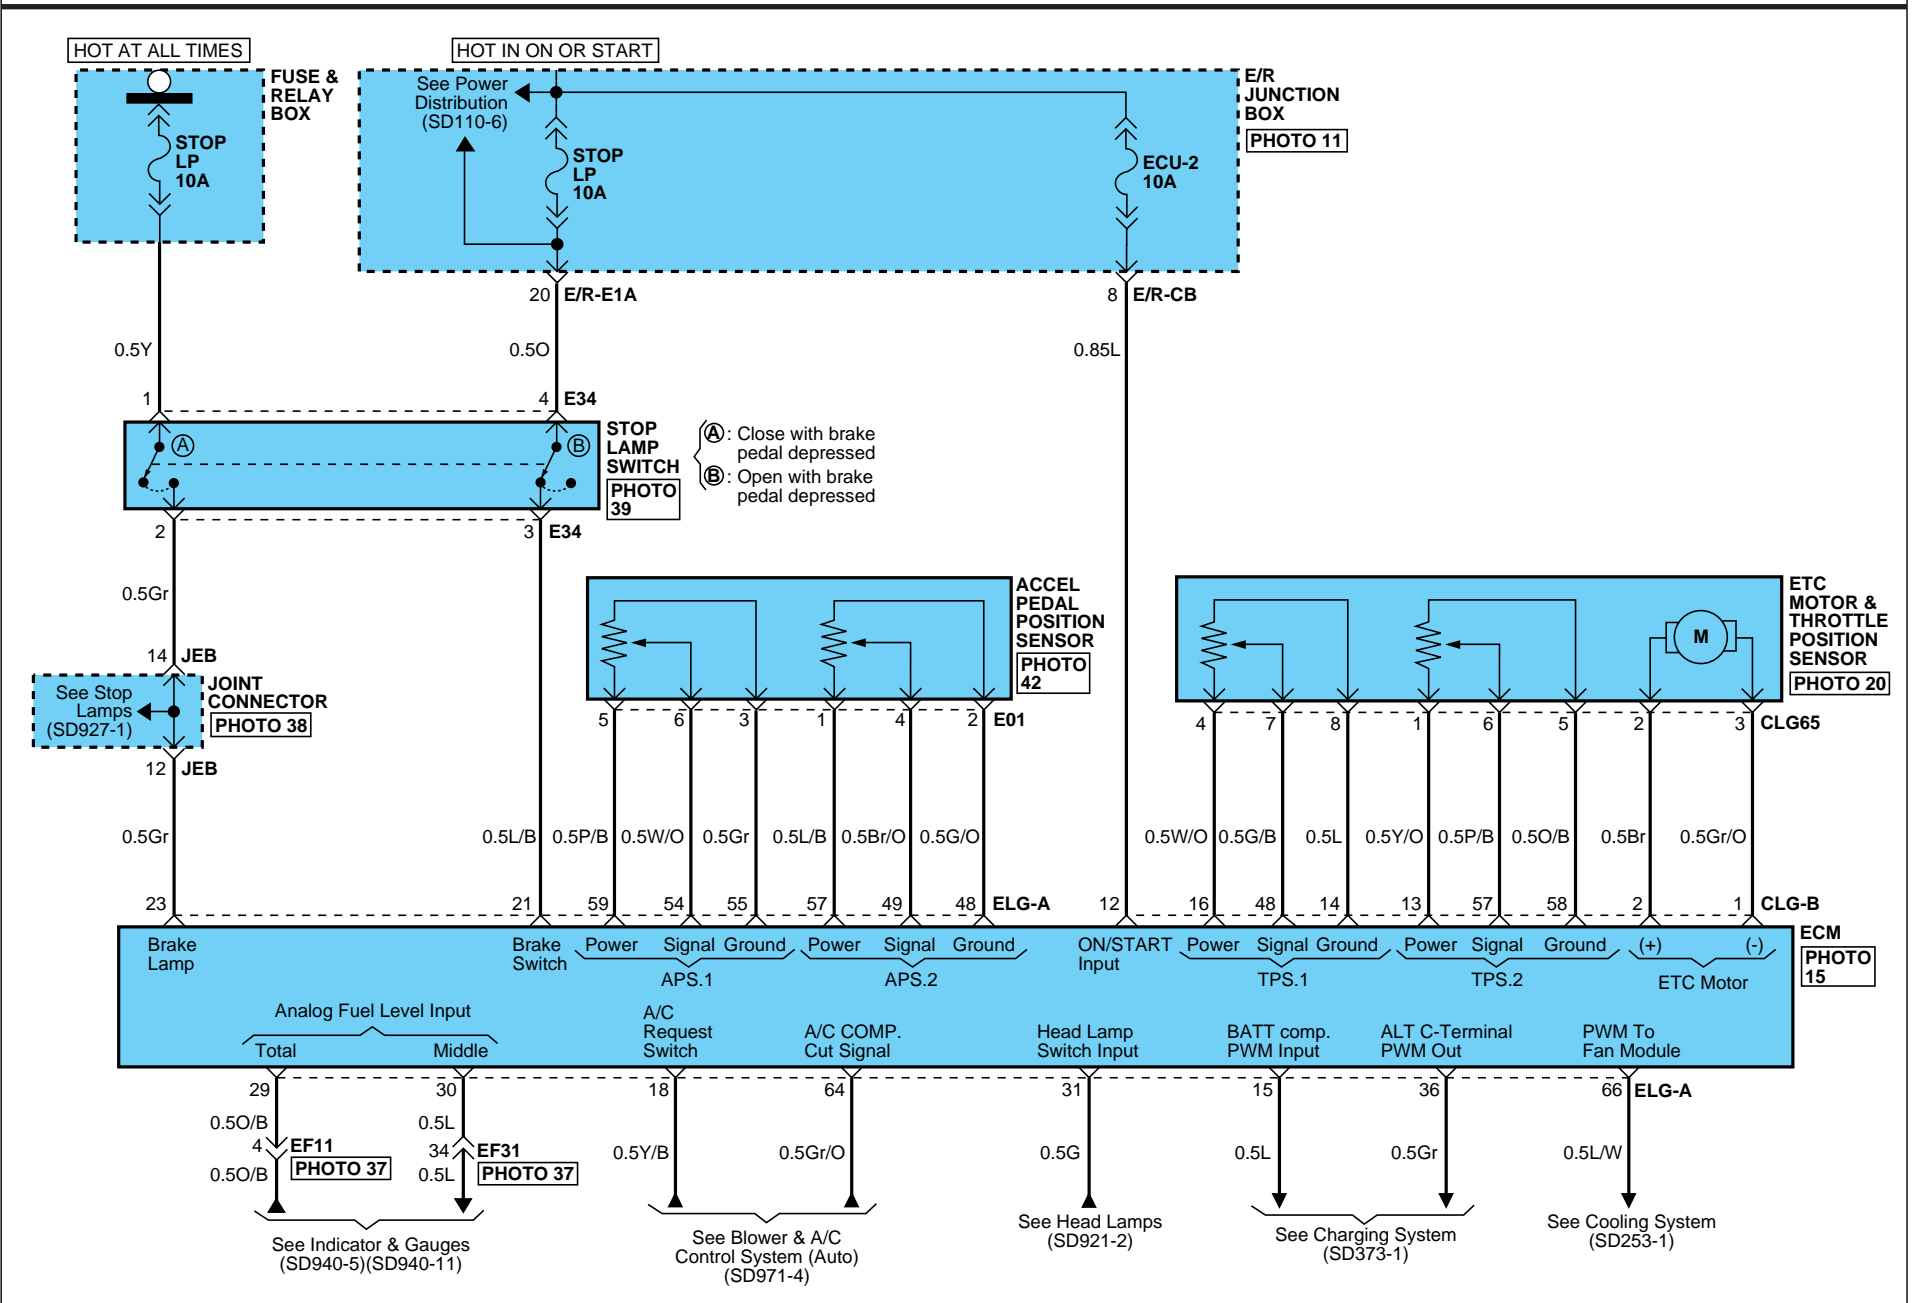 HOT AT ALL TIMES
HOT IN ON OR START
FUSE &
RELAY
BOX
STOP
LP
10A
See Power
Distribution
(SD110-6)
STOP
LP
10A
ECU-2
10A
E/R
JUNCTION
BOX
PHOTO 11
20 E/R-E1A
8 E/R-CB
0.5Y
0.5O
0.85L
1
4 E34
A
B
STOP
LAMP
SWITCH
PHOTO
39
A : Close with brake
pedal depressed
B : Open with brake
pedal depressed
2
3 E34
0.5Gr
14 JEB
See Stop
Lamps
(SD927-1)
JOINT
CONNECTOR
PHOTO 38
12 JEB
ACCEL
PEDAL
POSITION
SENSOR
PHOTO
42
M
ETC
MOTOR &
THROTTLE
POSITION
SENSOR
PHOTO 20
5 6 3 1 4 2 E01
4 7 8 1 6 5 2 3 CLG65
0.5Gr 0.5L/B 0.5P/B 0.5W/O 0.5Gr 0.5L/B 0.5Br/O 0.5G/O 0.5W/O 0.5G/B 0.5L 0.5Y/O 0.5P/B 0.5O/B 0.5Br 0.5Gr/O
23 21 59 54 55 57 49 48 ELG-A 12 16 48 14 13 57 58 2 1 CLG-B
Brake
Lamp
Brake
Switch
Power Signal Ground
APS.1
Power Signal Ground
APS.2
ON/START
Input
Power Signal Ground
TPS.1
Power Signal Ground
TPS.2
(+) (-)
ETC Motor
ECM
PHOTO
15
Analog Fuel Level Input
Total Middle
A/C
Request
Switch
A/C COMP.
Cut Signal
Head Lamp
Switch Input
BATT comp.
PWM Input
ALT C-Terminal
PWM Out
PWM To
Fan Module
29 30 18 64 31 15 36 66 ELG-A
0.5O/B 0.5L
4 EF11
PHOTO 37
34 EF31
PHOTO 37
0.5O/B 0.5L
0.5Y/B 0.5Gr/O 0.5G 0.5L 0.5Gr 0.5L/W
See Indicator & Gauges
(SD940-5)(SD940-11)
See Blower & A/C
Control System (Auto)
(SD971-4)
See Head Lamps
(SD921-2)
See Charging System
(SD373-1)
See Cooling System
(SD253-1)